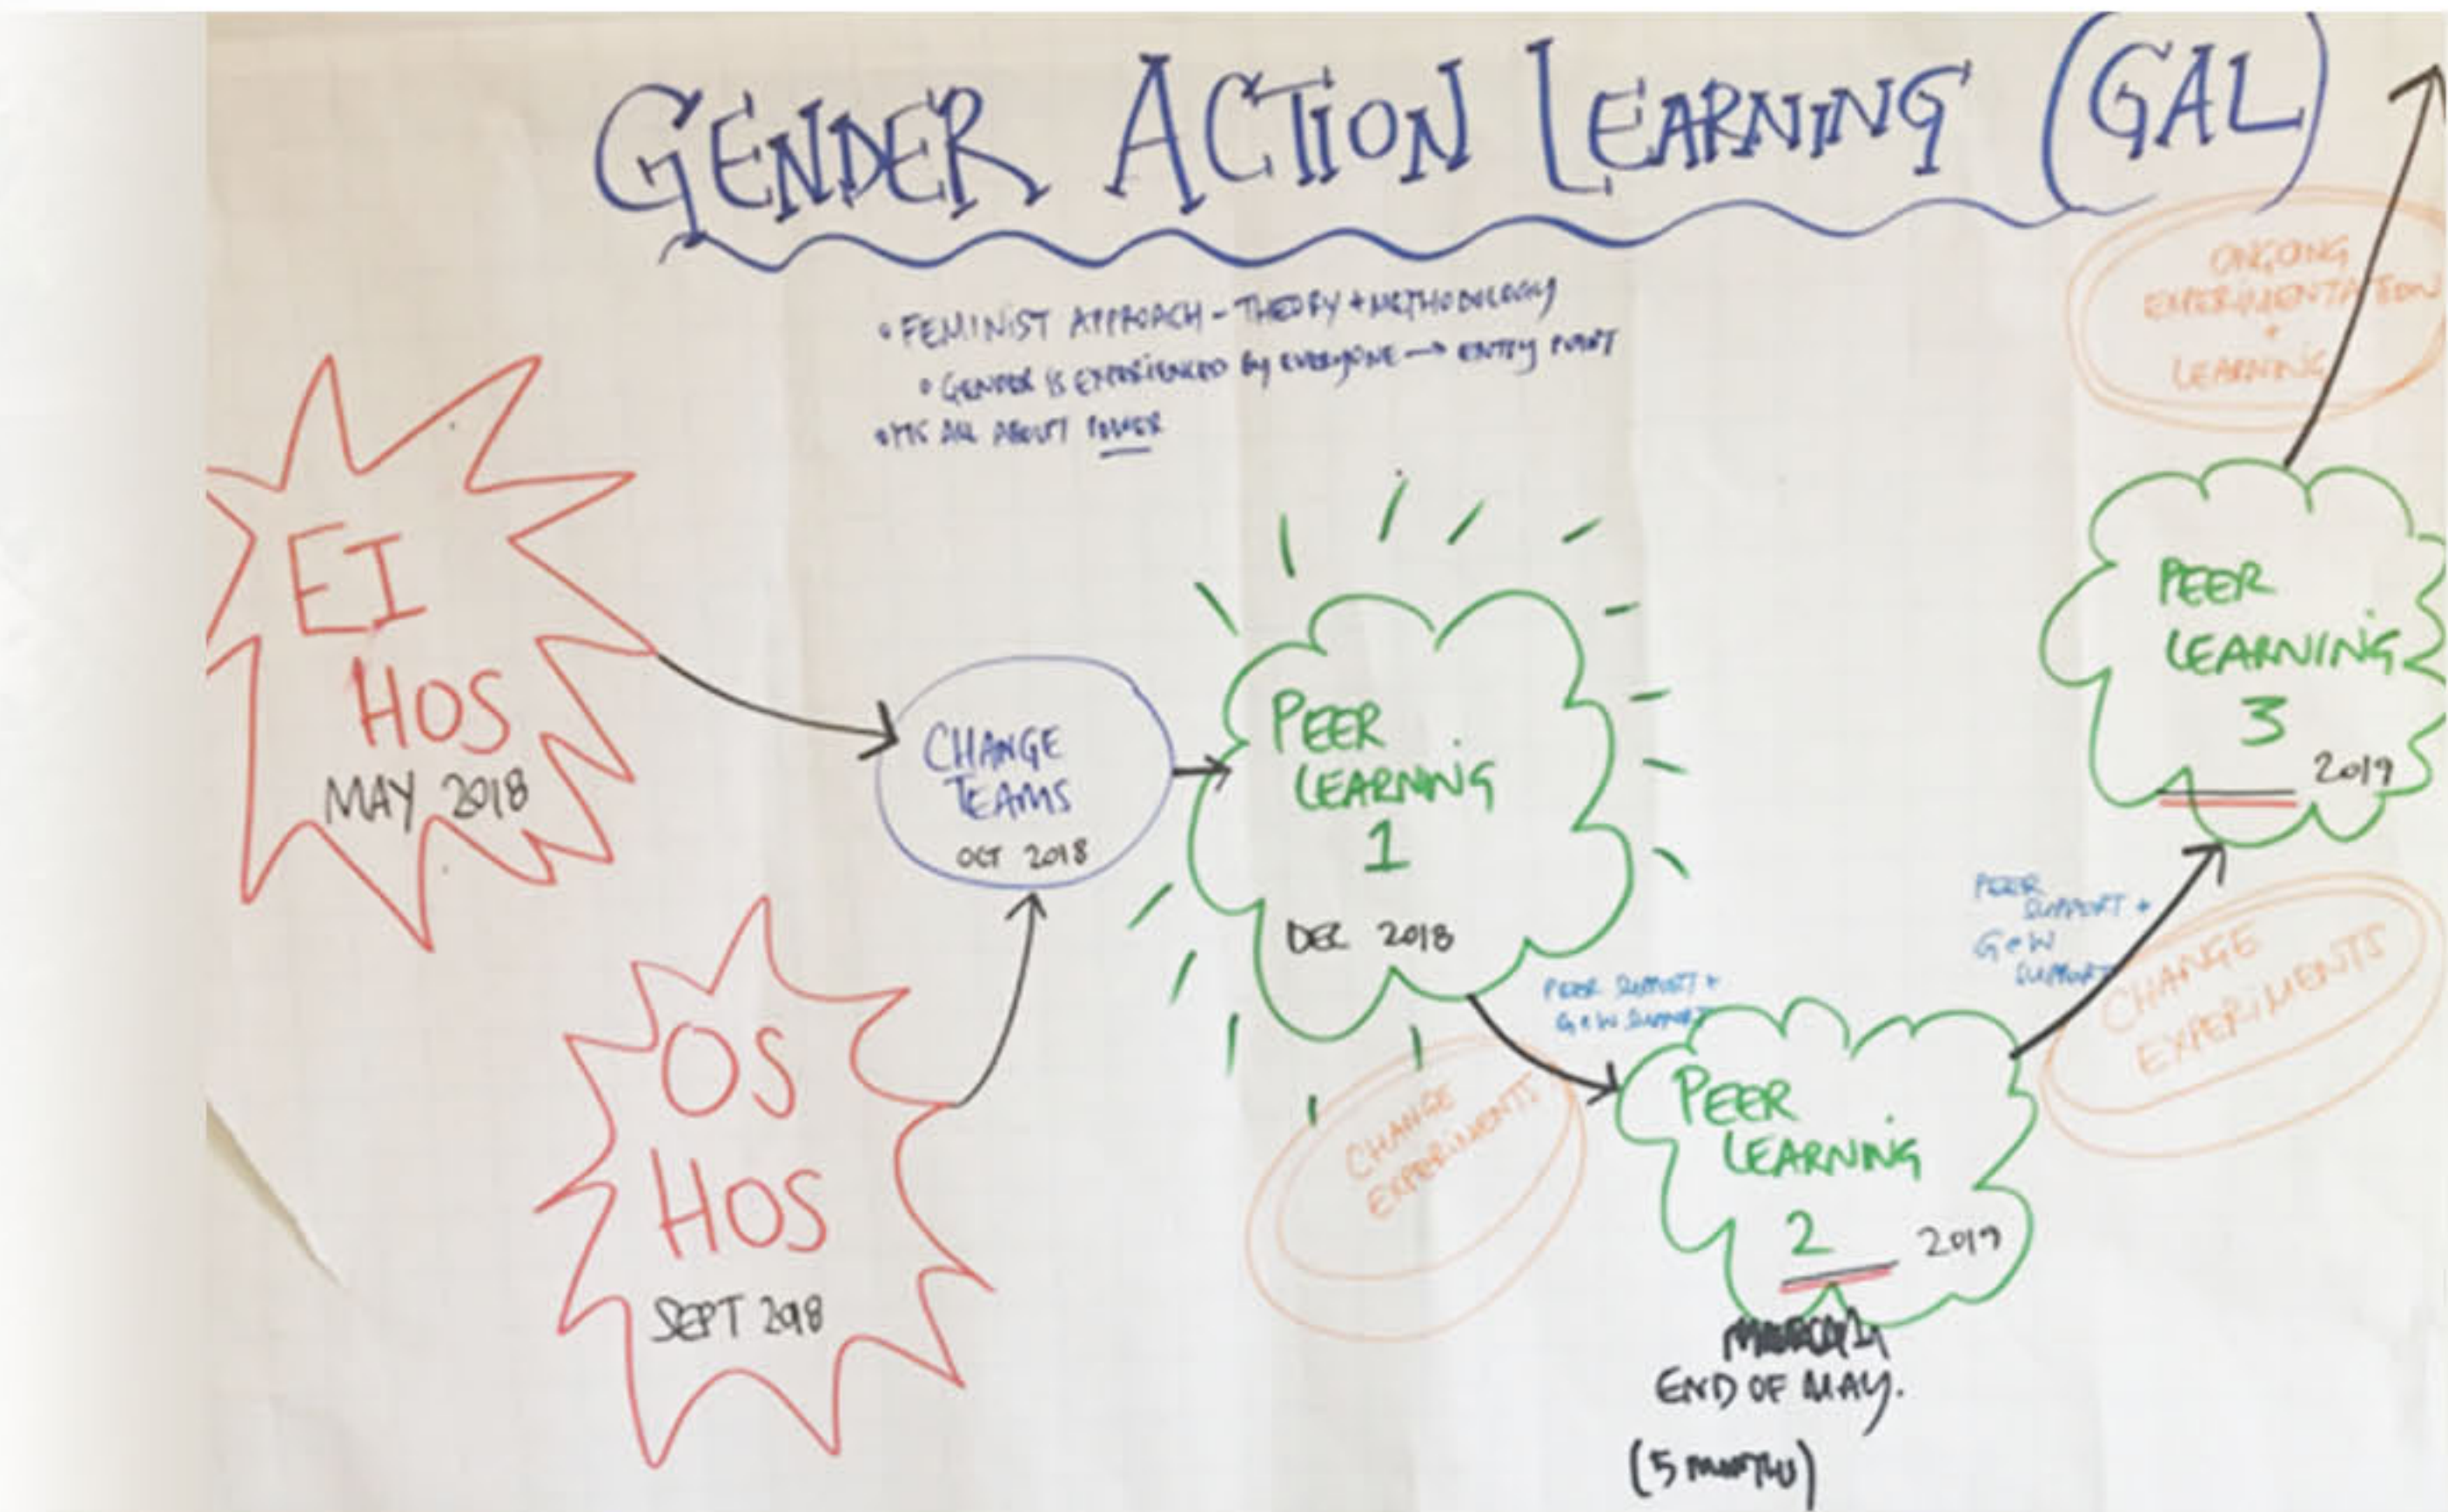 GENDER ACTION LEARNING (GAL)
• FEMINIST APPROACH - THEORY + METHODOLOGY
• GENDER IS EXPERIENCED BY EVERYONE → ENTRY POINT
• IT'S ALL ABOUT POWER
EI
HOS
MAY 2018
OS
HOS
SEPT 2018
CHANGE
TEAMS
OCT 2018
PEER
LEARNING
1
DEC 2018
PEER SUPPORT +
G@W SUPPORT
CHANGE
EXPERIMENTS
PEER
LEARNING
2 2019
END OF MAY.
(5 MONTHS)
PEER
SUPPORT +
G@W
SUPPORT
CHANGE
EXPERIMENTS
PEER
LEARNING
3
2019
ONGOING
EXPERIMENTATION
+
LEARNING